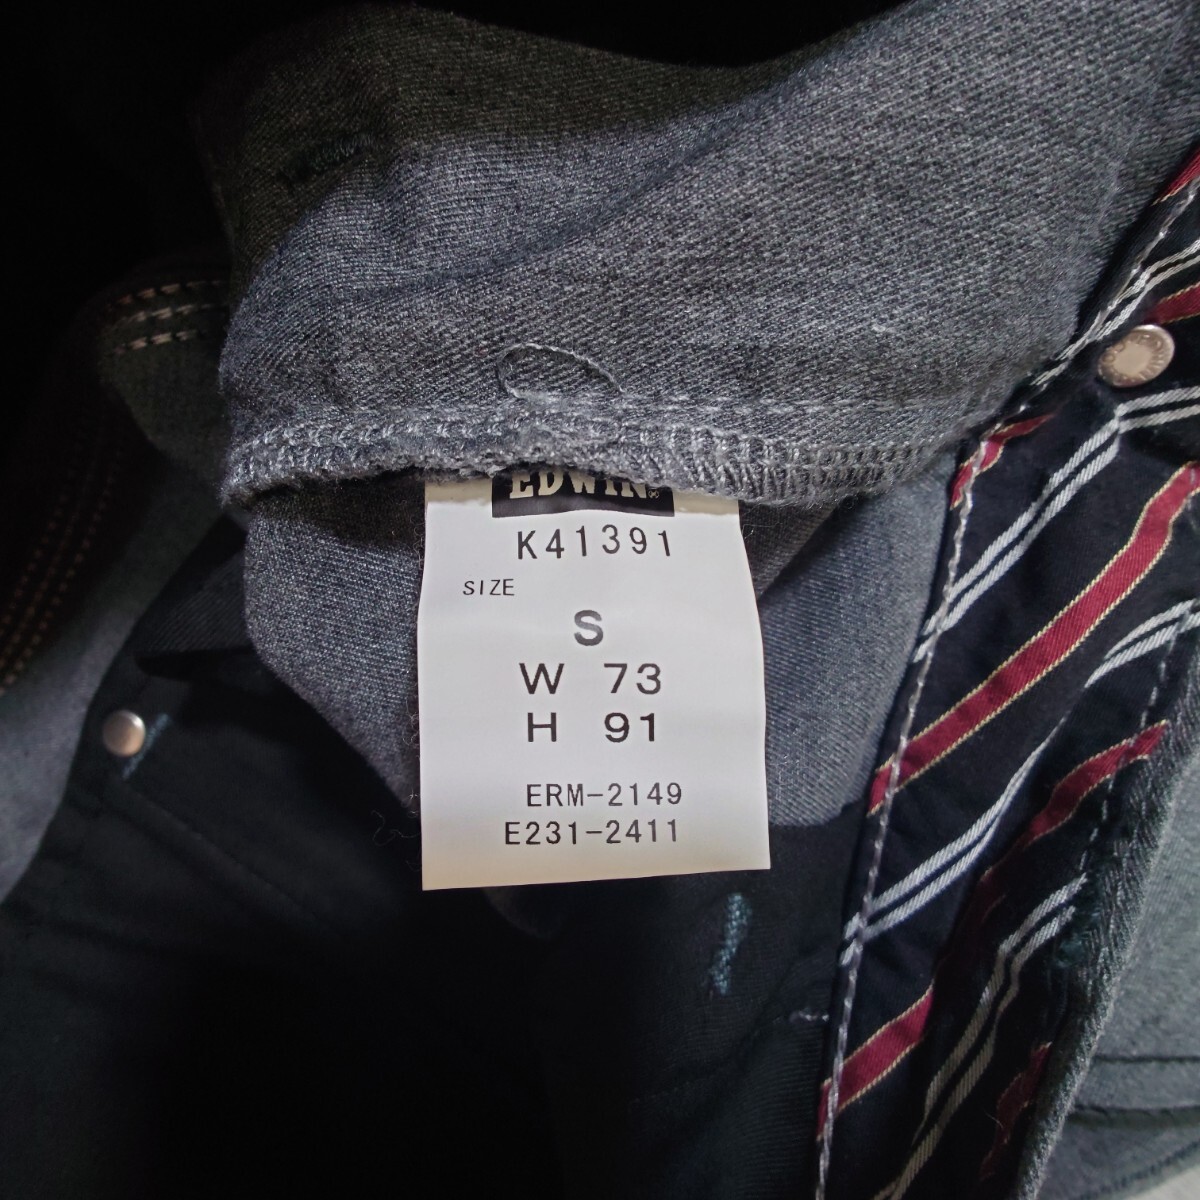 EDWIN
K41391
SIZE
S
W 73
H 91
ERM-2149
E231-2411